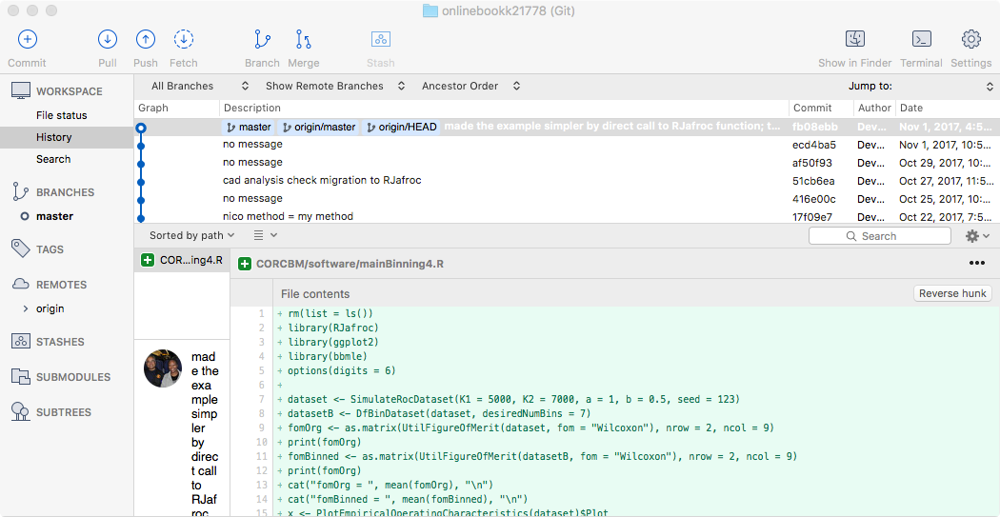 onlinebookk21778 (Git)
Commit Pull Push Fetch Branch Merge Stash Show in Finder Terminal Settings
WORKSPACE
File status
History
Search
BRANCHES
master
TAGS
REMOTES
origin
STASHES
SUBMODULES
SUBTREES
All Branches Show Remote Branches Ancestor Order Jump to:
Graph Description Commit Author Date
master origin/master origin/HEAD made the example simpler by direct call to RJafroc function; t... fb08ebb Dev... Nov 1, 2017, 4:5...
no message ecd4ba5 Dev... Nov 1, 2017, 10:5...
no message af50f93 Dev... Oct 29, 2017, 10:...
cad analysis check migration to RJafroc 51cb6ea Dev... Oct 27, 2017, 11:5...
no message 416e00c Dev... Oct 25, 2017, 10:...
nico method = my method 17f09e7 Dev... Oct 22, 2017, 7:5...
Sorted by path Search
COR...ing4.R
mad
e the
exa
mple
simp
ler
by
direc
t call
to
RJaf
roc
CORCBM/software/mainBinning4.R
File contents Reverse hunk
1 + rm(list = ls())
2 + library(RJafroc)
3 + library(ggplot2)
4 + library(bbmle)
5 + options(digits = 6)
6 +
7 + dataset <- SimulateRocDataset(K1 = 5000, K2 = 7000, a = 1, b = 0.5, seed = 123)
8 + datasetB <- DfBinDataset(dataset, desiredNumBins = 7)
9 + fomOrg <- as.matrix(UtilFigureOfMerit(dataset, fom = "Wilcoxon"), nrow = 2, ncol = 9)
10 + print(fomOrg)
11 + fomBinned <- as.matrix(UtilFigureOfMerit(datasetB, fom = "Wilcoxon"), nrow = 2, ncol = 9)
12 + print(fomOrg)
13 + cat("fomOrg = ", mean(fomOrg), "\n")
14 + cat("fomBinned = ", mean(fomBinned), "\n")
15 + x <- PlotEmpiricalOperatingCharacteristics(dataset)$Plot